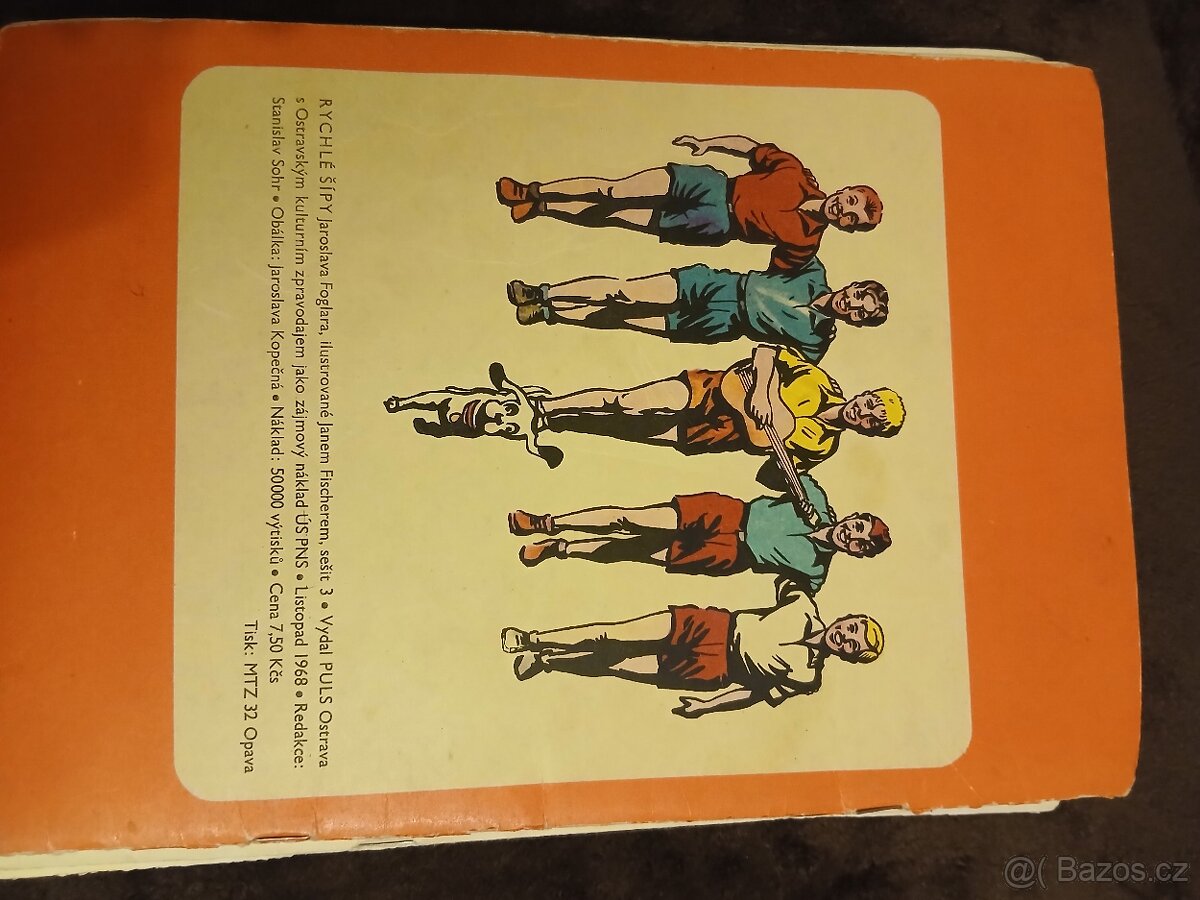 RYCHLÉ ŠÍPY Jaroslava Foglara, ilustrované Janem Fischerem, sešit 3 • Vydal PULS Ostrava
s Ostravským kulturním zpravodajem jako zájmový náklad ÚS PNS • Listopad 1968 • Redakce:
Stanislav Sohr • Obálka: Jaroslava Kopečná • Náklad: 50000 výtisků • Cena 7,50 Kčs
Tisk: MTZ 32 Opava
@( Bazos.cz